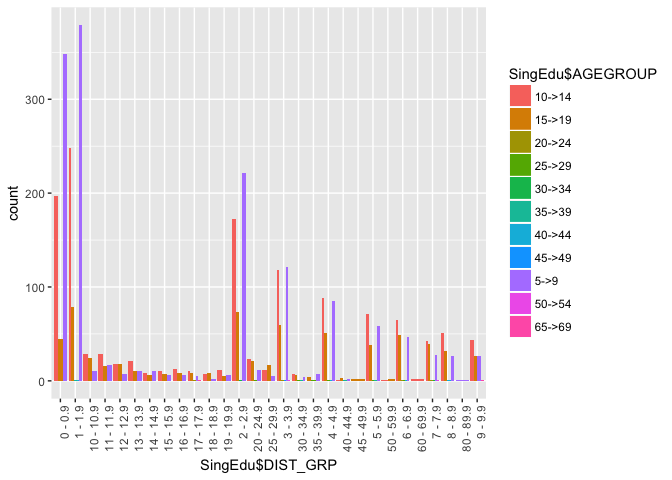 count
300
200
100
0
0 - 0.9
1 - 1.9
10 - 10.9
11 - 11.9
12 - 12.9
13 - 13.9
14 - 14.9
15 - 15.9
16 - 16.9
17 - 17.9
18 - 18.9
19 - 19.9
2 - 2.9
20 - 24.9
25 - 29.9
3 - 3.9
30 - 34.9
35 - 39.9
4 - 4.9
40 - 44.9
45 - 49.9
5 - 5.9
50 - 59.9
6 - 6.9
60 - 69.9
7 - 7.9
8 - 8.9
80 - 89.9
9 - 9.9
SingEdu$DIST_GRP
SingEdu$AGEGROUP
10->14
15->19
20->24
25->29
30->34
35->39
40->44
45->49
5->9
50->54
65->69